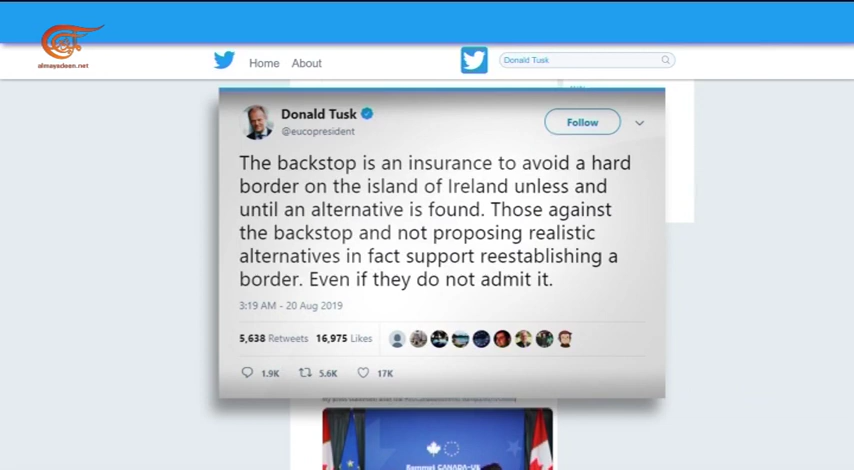 almayadeen.net
Home About
Donald Tusk
Donald Tusk
@eucopresident
Follow
The backstop is an insurance to avoid a hard
border on the island of Ireland unless and
until an alternative is found. Those against
the backstop and not proposing realistic
alternatives in fact support reestablishing a
border. Even if they do not admit it.
3:19 AM - 20 Aug 2019
5,638 Retweets 16,975 Likes
1.9K 5.6K 17K